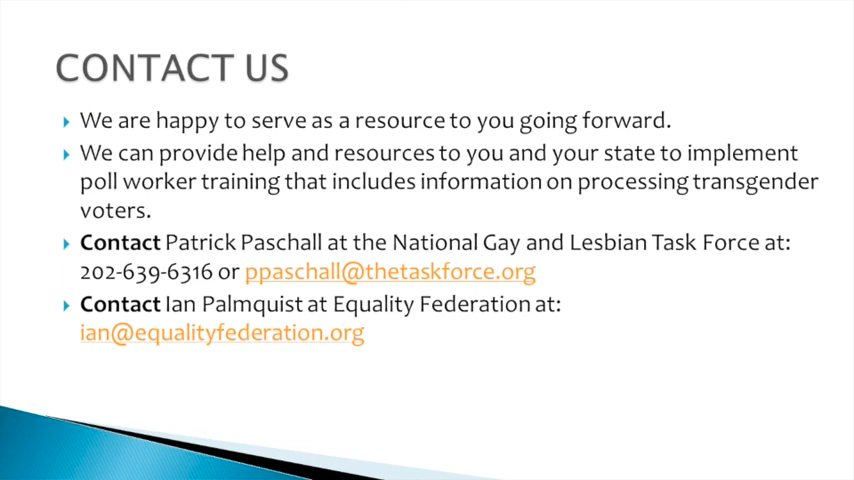 CONTACT US
We are happy to serve as a resource to you going forward.
We can provide help and resources to you and your state to implement
poll worker training that includes information on processing transgender
voters.
Contact Patrick Paschall at the National Gay and Lesbian Task Force at:
202-639-6316 or ppaschall@thetaskforce.org
Contact Ian Palmquist at Equality Federation at:
ian@equalityfederation.org